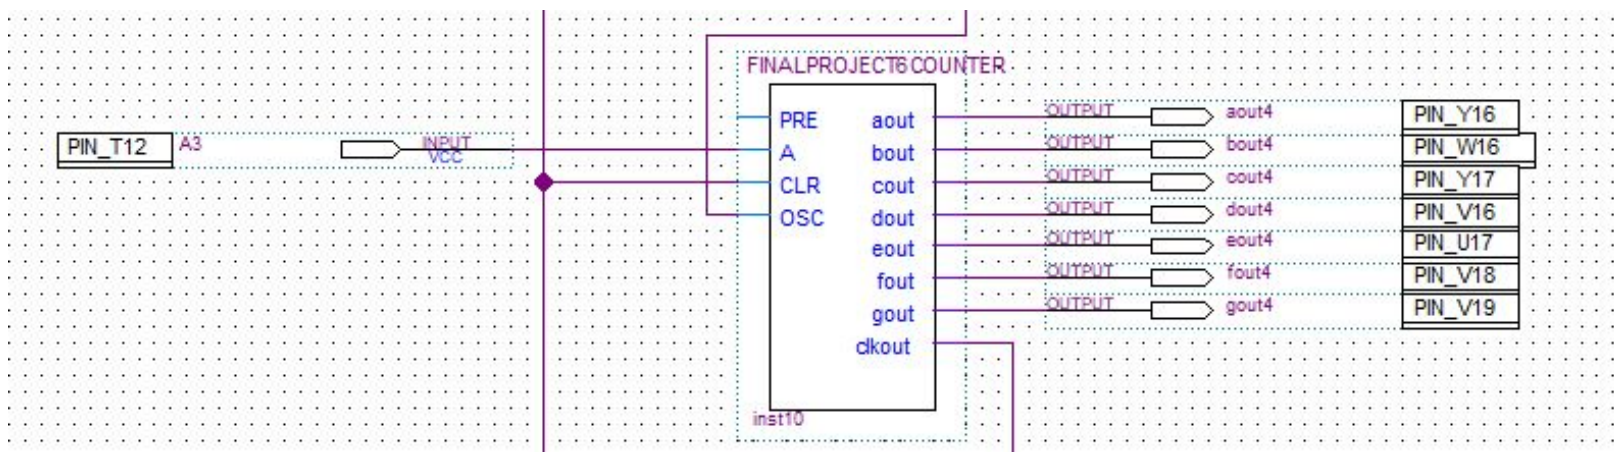 FINALPROJECT6COUNTER
PIN_T12 A3 INPUT
VCC
PRE aout OUTPUT aout4 PIN_Y16
A bout OUTPUT bout4 PIN_W16
CLR cout OUTPUT cout4 PIN_Y17
OSC dout OUTPUT dout4 PIN_V16
eout OUTPUT eout4 PIN_U17
fout OUTPUT fout4 PIN_V18
gout OUTPUT gout4 PIN_V19
clkout
inst10